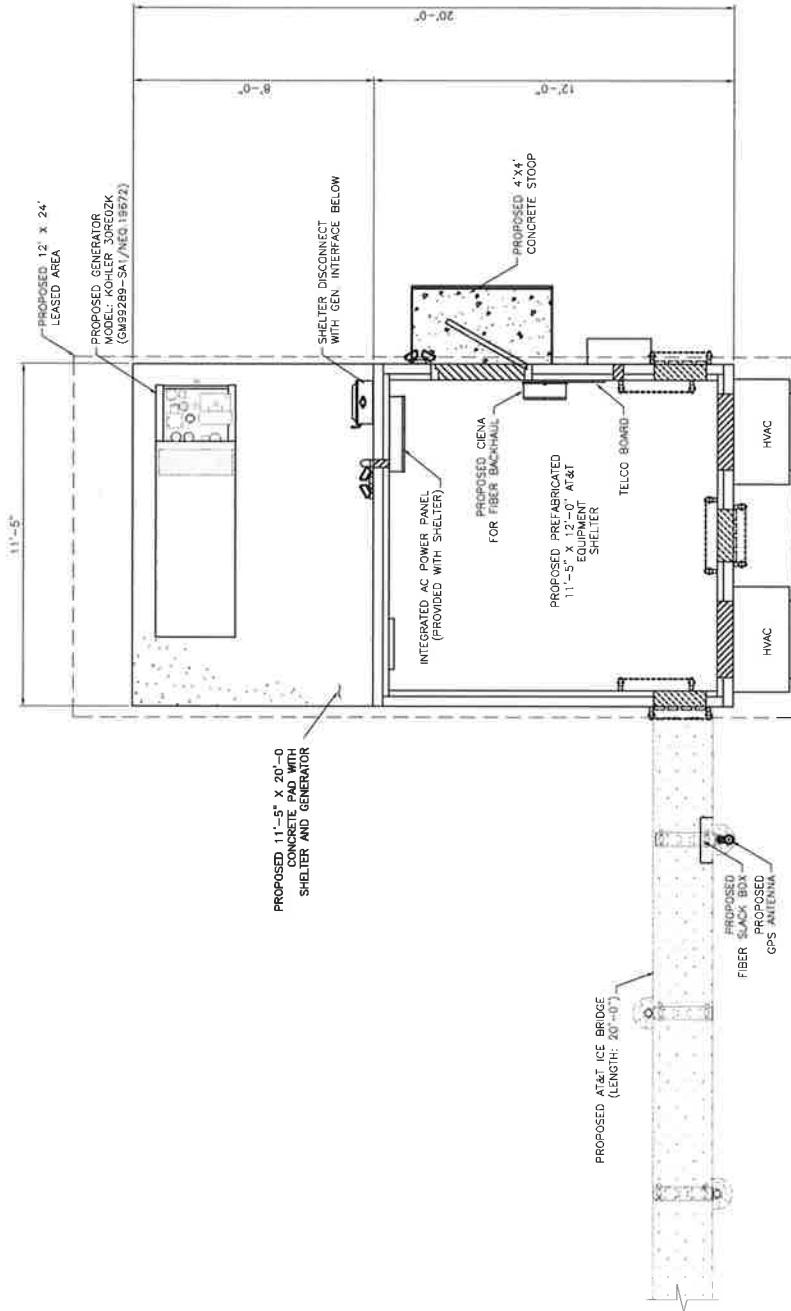 11'-5"
20'-0"
8'-0"
12'-0"
PROPOSED 12' X 24'
LEASED AREA
PROPOSED GENERATOR
MODEL: KOHLER 30REOZK
(GM99289-SA1/NEQ.19672)
SHELTER DISCONNECT
WITH GEN. INTERFACE BELOW
PROPOSED 4'X4'
CONCRETE STOOP
INTEGRATED AC POWER PANEL
(PROVIDED WITH SHELTER)
PROPOSED CIENA
FOR FIBER BACKHAUL
TELCO BOARD
PROPOSED PREFABRICATED
11'-5" X 12'-0" AT&T
EQUIPMENT
SHELTER
HVAC
HVAC
PROPOSED 11'-5" X 20'-0
CONCRETE PAD WITH
SHELTER AND GENERATOR
PROPOSED AT&T ICE BRIDGE
(LENGTH: 20'-0")
PROPOSED
FIBER SLACK BOX
PROPOSED
GPS ANTENNA